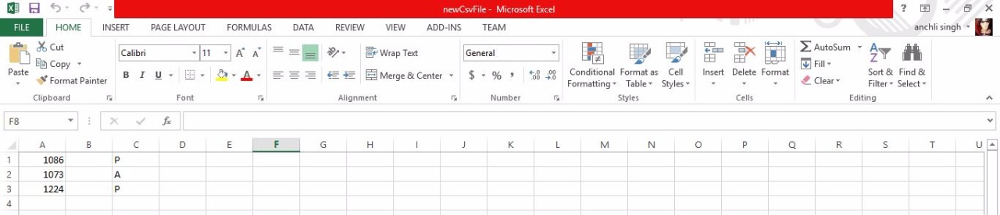 newCsvFile - Microsoft Excel
?
FILE HOME INSERT PAGE LAYOUT FORMULAS DATA REVIEW VIEW ADD-INS TEAM anchli singh
Paste Cut
Copy
Format Painter
Clipboard
Calibri 11 A A
B I U A
Font
Wrap Text
Merge & Center
Alignment
General
$ % , .00 .0
Number
Conditional Formatting
Format as Table
Cell Styles
Styles
Insert Delete Format
Cells
AutoSum
Fill
Clear
Sort & Filter
Find & Select
Editing
F8 fx
A B C D E F G H I J K L M N O P Q R S T U
1 1086 P
2 1073 A
3 1224 P
4